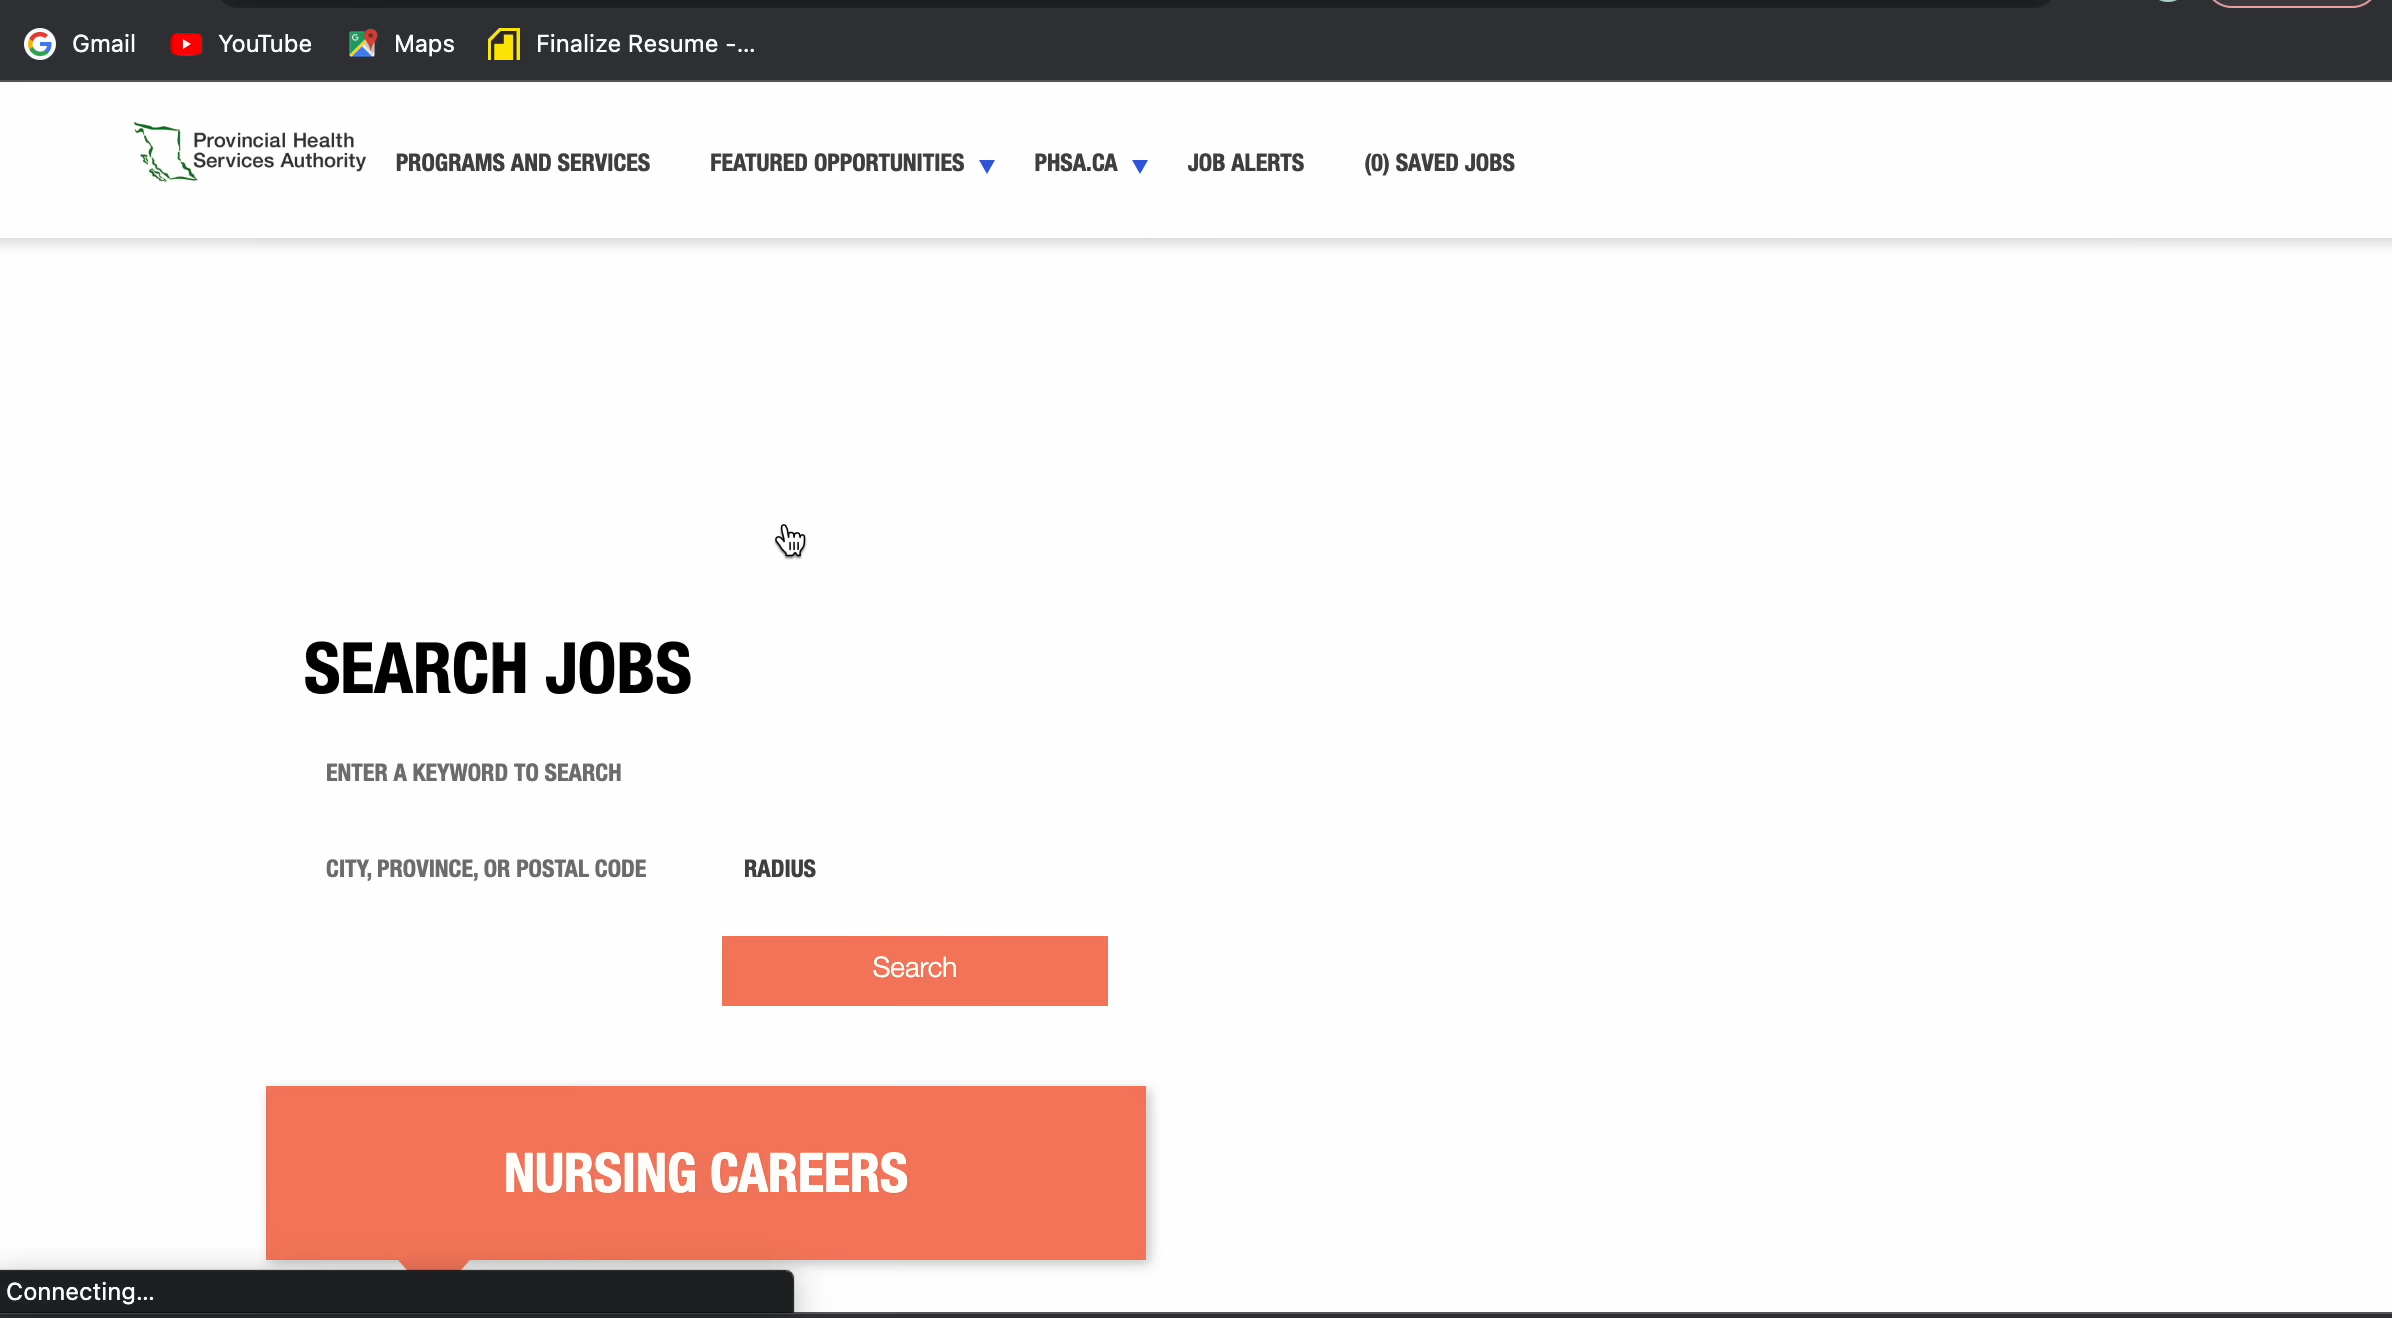 Gmail
YouTube
Maps
Finalize Resume -...
Provincial Health
Services Authority
PROGRAMS AND SERVICES
FEATURED OPPORTUNITIES
PHSA.CA
JOB ALERTS
(0) SAVED JOBS
SEARCH JOBS
ENTER A KEYWORD TO SEARCH
CITY, PROVINCE, OR POSTAL CODE
RADIUS
Search
NURSING CAREERS
Connecting...